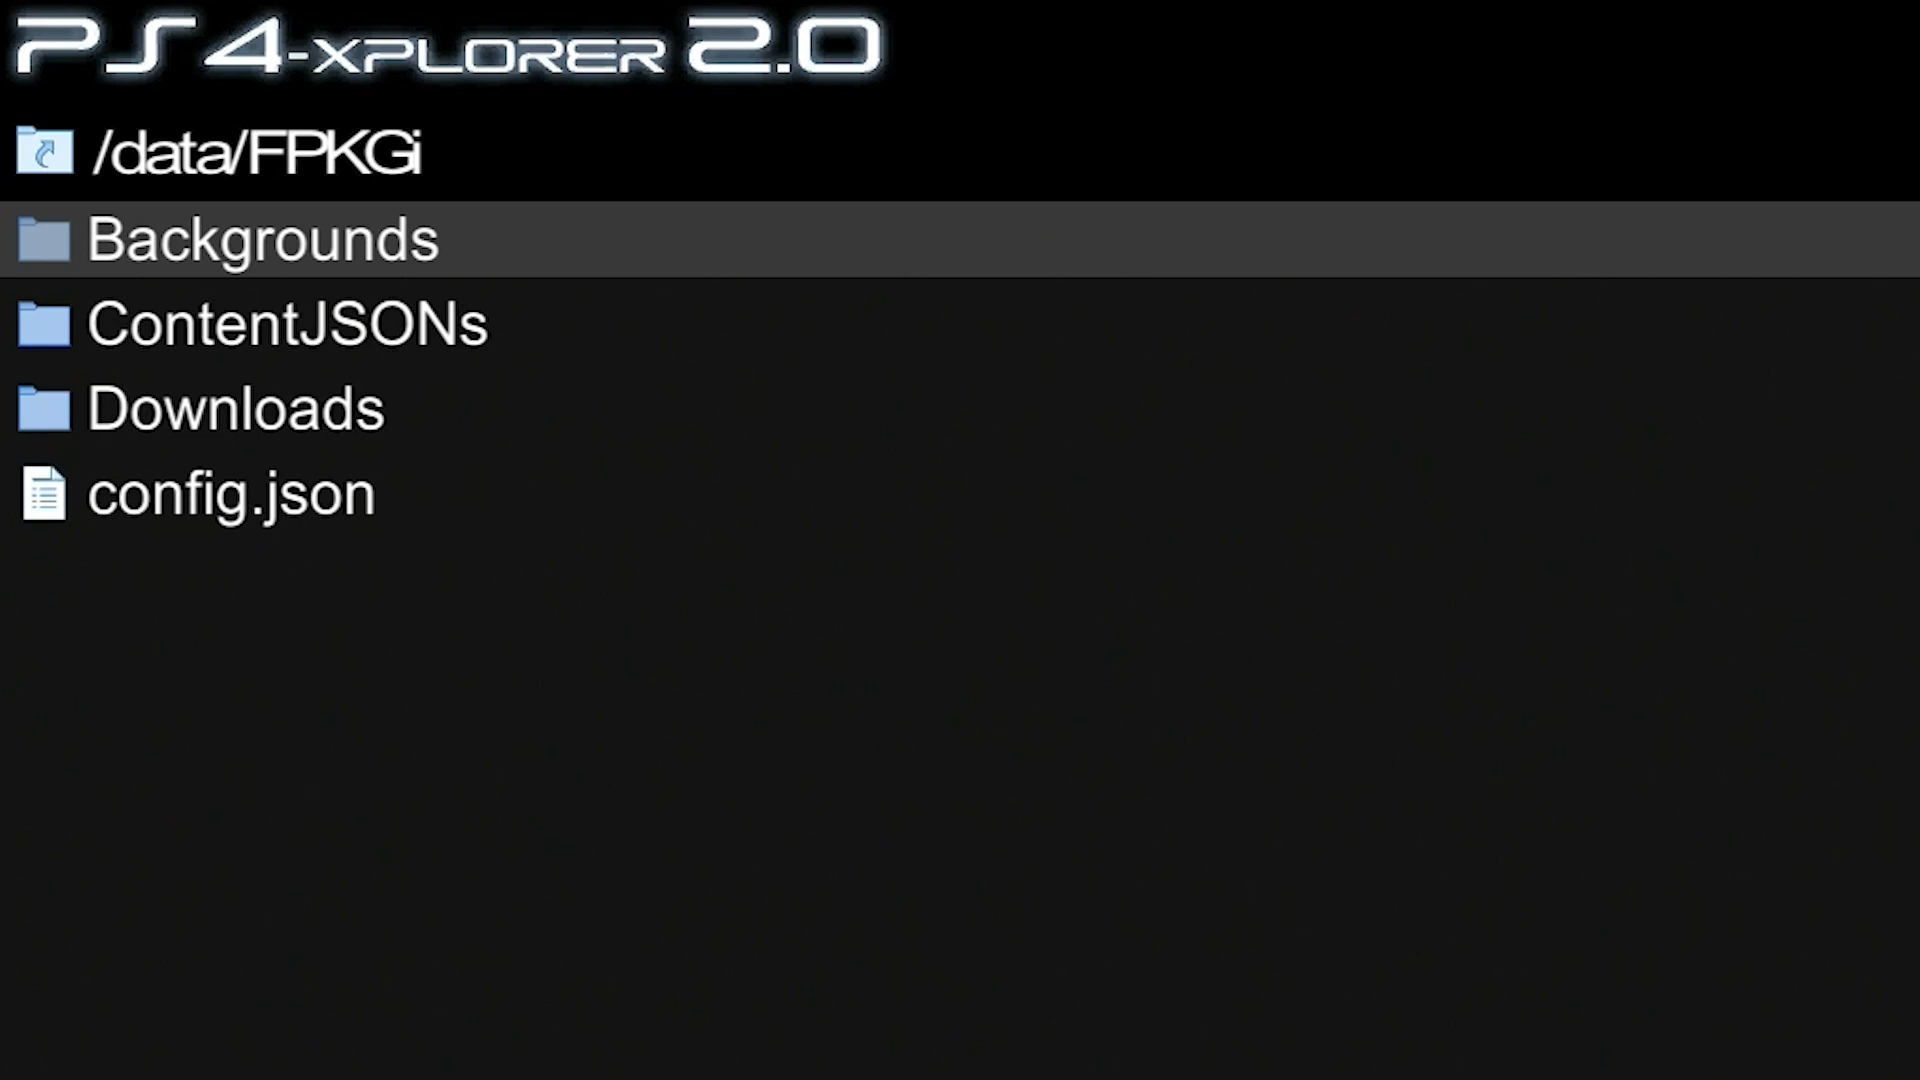 PS4-XPLORER 2.0
/data/FPKGi
Backgrounds
ContentJSONs
Downloads
config.json